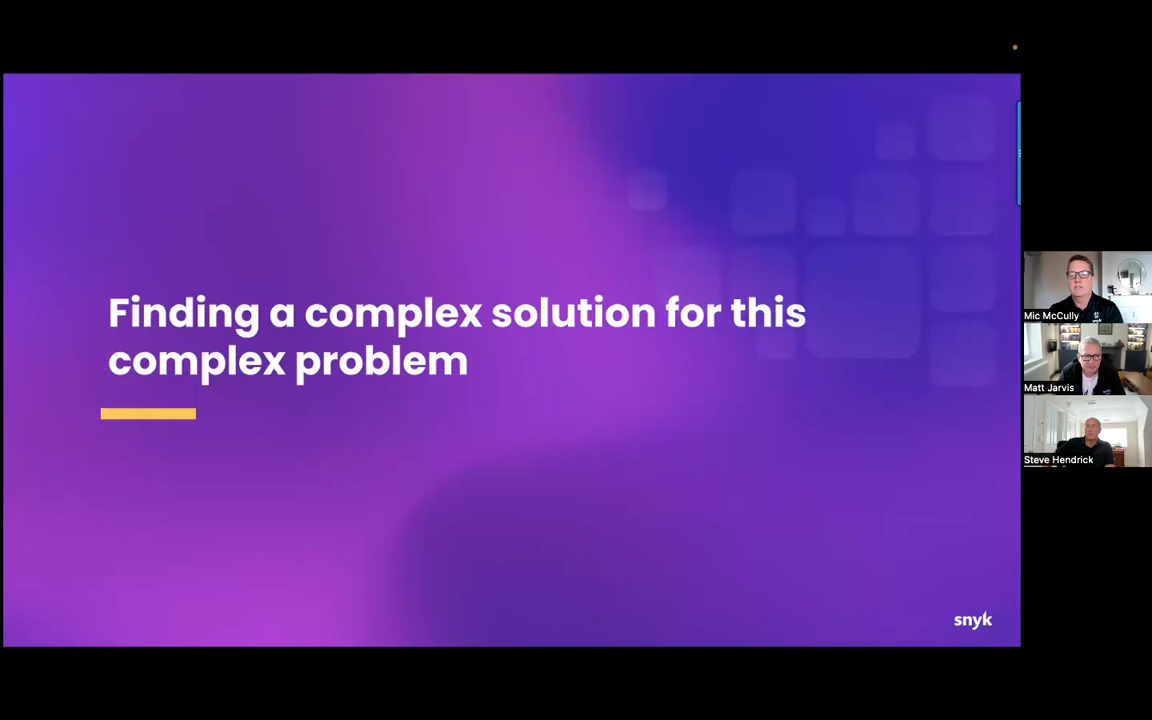 Finding a complex solution for this
complex problem
snyk
Mic McCully
Matt Jarvis
Steve Hendrick